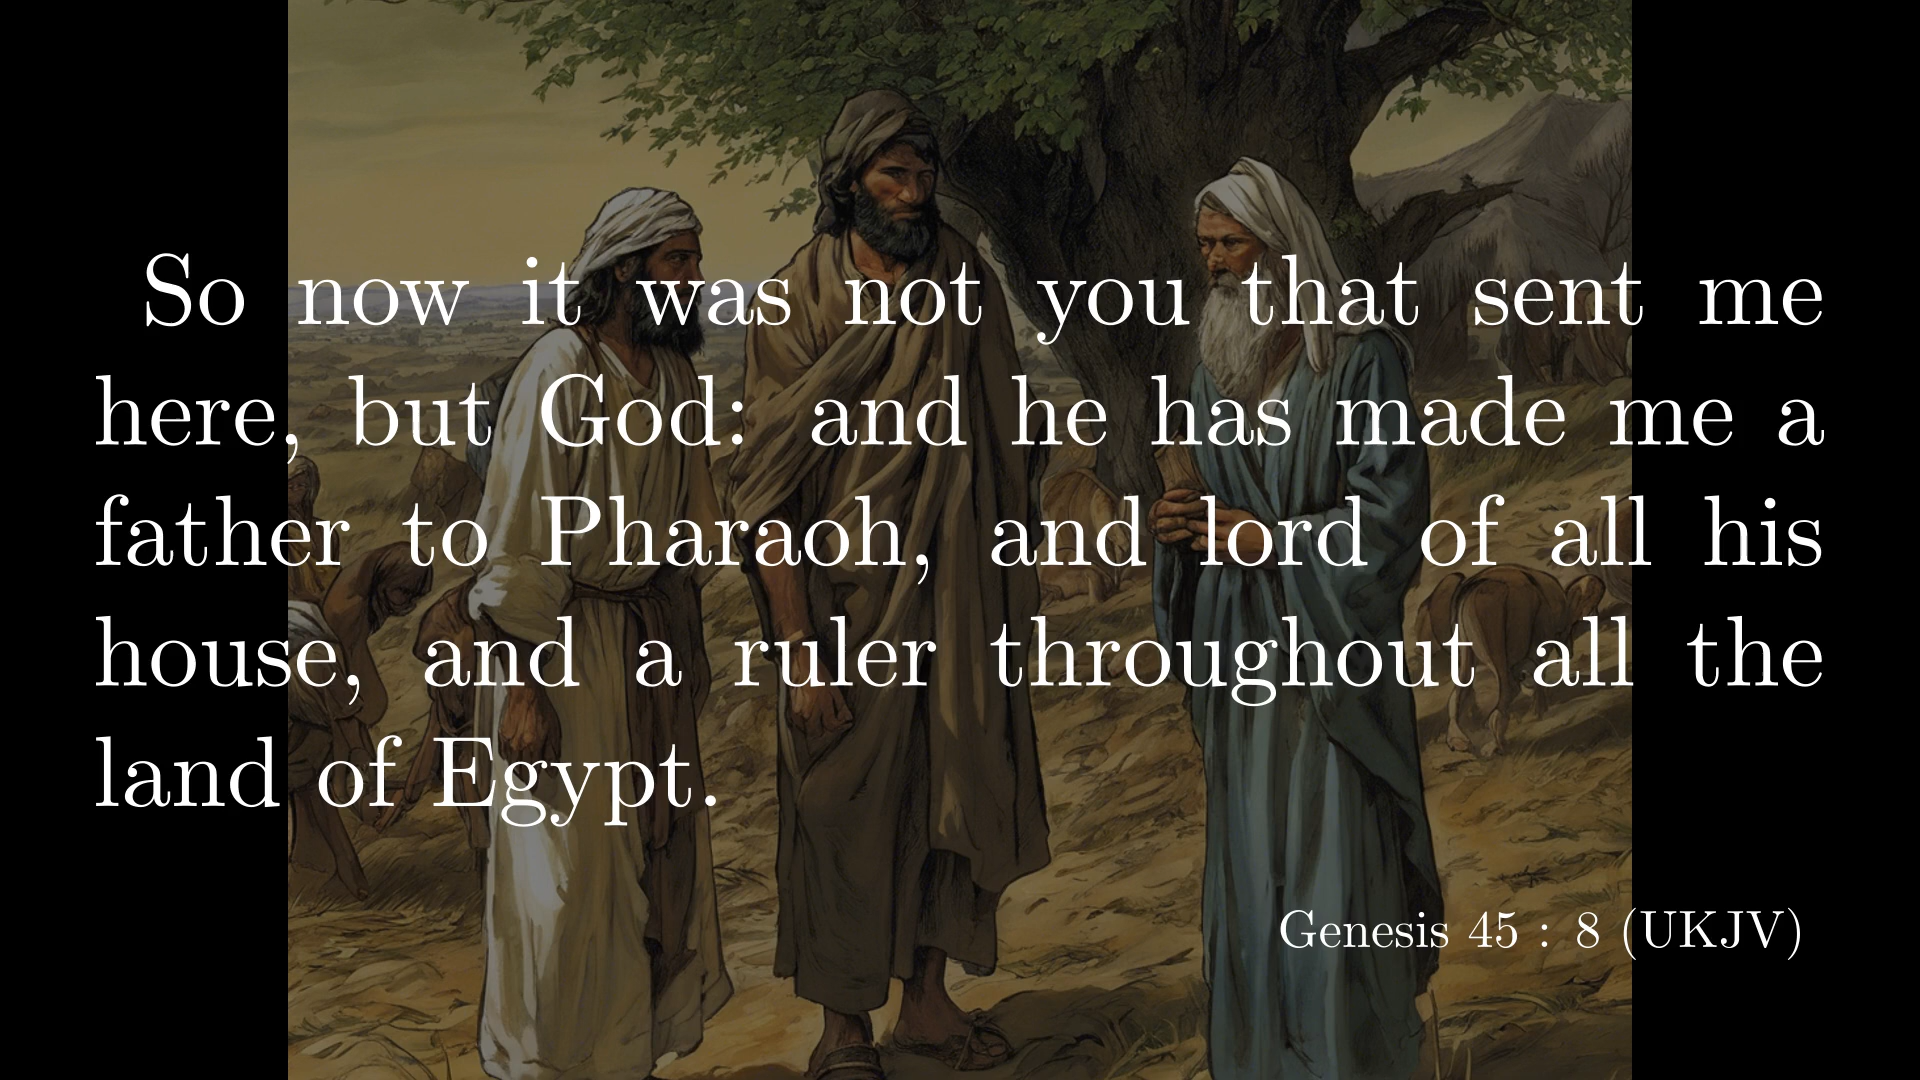 So now it was not you that sent me
here, but God: and he has made me a
father to Pharaoh, and lord of all his
house, and a ruler throughout all the
land of Egypt.
Genesis 45 : 8 (UKJV)